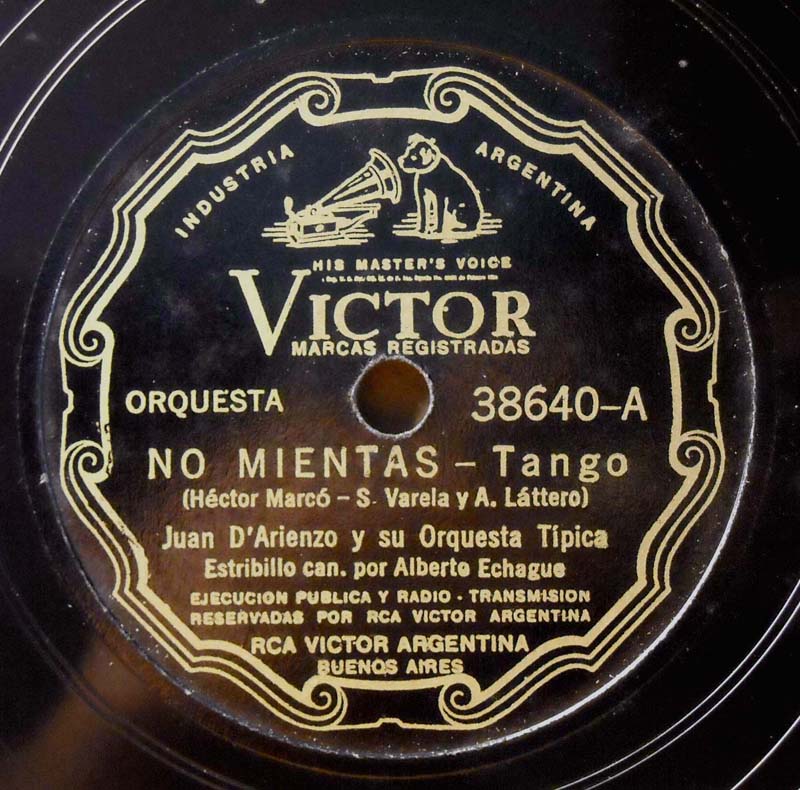 INDUSTRIA ARGENTINA
HIS MASTER'S VOICE
VICTOR
MARCAS REGISTRADAS
ORQUESTA 38640-A
NO MIENTAS - Tango
(Héctor Marcó - S. Varela y A. Láttero)
Juan D'Arienzo y su Orquesta Típica
Estribillo can. por Alberto Echague
EJECUCION PUBLICA Y RADIO - TRANSMISION
RESERVADAS POR RCA VICTOR ARGENTINA
RCA VICTOR ARGENTINA
BUENOS AIRES